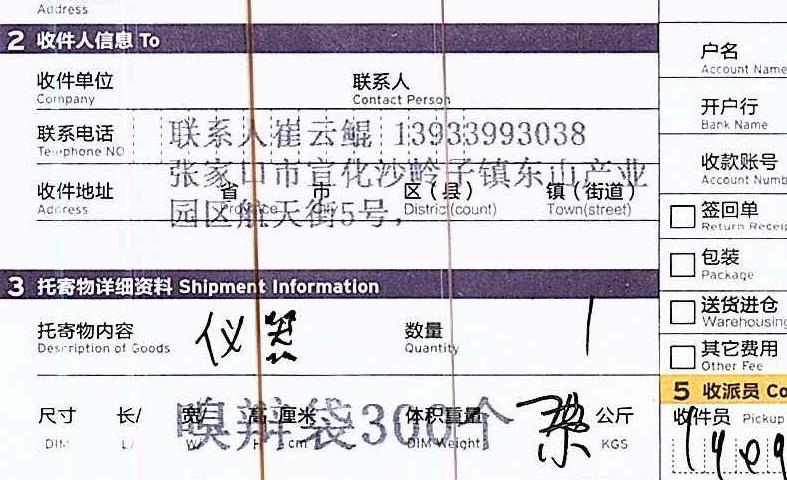 Address
2 收件人信息 To
收件单位 联系人
Company Contact Person
联系电话 联系人崔云鲲 13933993038
Telephone NO
张家口市宣化沙岭子镇东山产业
收件地址 省 市 区（县） 镇（街道）
Address Province City District(count) Town(street)
园区航天街5号,
3 托寄物详细资料 Shipment Information
托寄物内容 仪器 数量 1
Description of Goods Quantity
尺寸 长/ 宽/ 高/ 厘米 体积重量 公斤
嗅辩袋300个
DIM L/ W/ H cm DIM Weight KGS
户名
Account Name
开户行
Bank Name
收款账号
Account Numb
签回单
Return Receip
包装
Package
送货进仓
Warehousing
其它费用
Other Fee
5 收派员 Co
收件员 Pickup